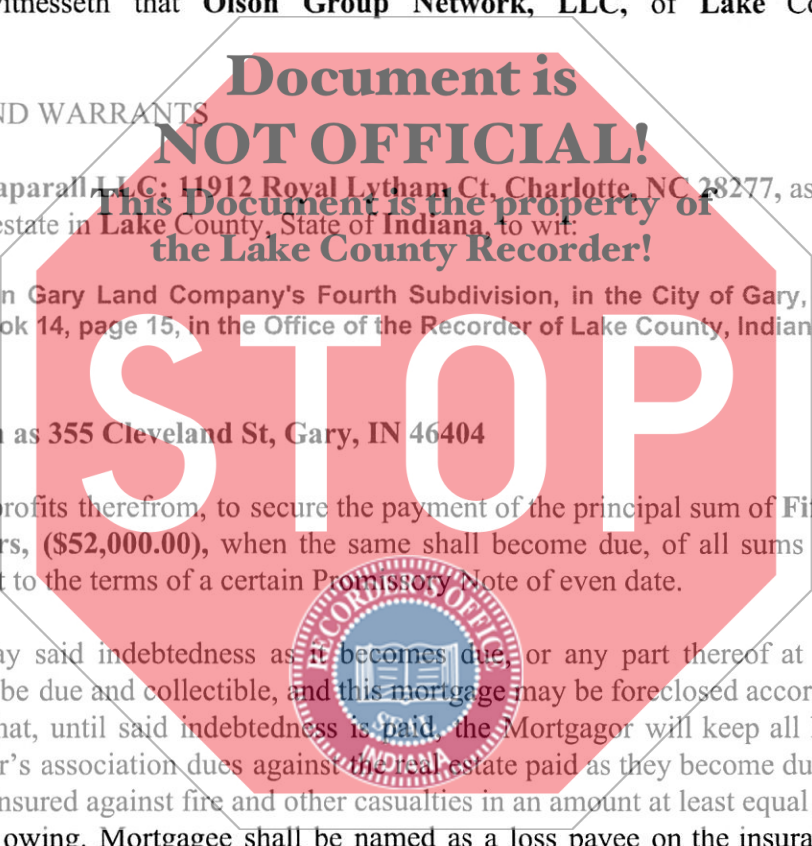 witnesseth that Olson Group Network, LLC, of Lake Co
Document is
ND WARRANTS
NOT OFFICIAL!
aparall LLC; 11912 Royal Lytham Ct, Charlotte, NC 28277, as
This Document is the property of
estate in Lake County, State of Indiana, to wit:
the Lake County Recorder!
n Gary Land Company's Fourth Subdivision, in the City of Gary,
ok 14, page 15, in the Office of the Recorder of Lake County, Indian
STOP
n as 355 Cleveland St, Gary, IN 46404
profits therefrom, to secure the payment of the principal sum of Fi
rs, ($52,000.00), when the same shall become due, of all sums
t to the terms of a certain Promissory Note of even date.
RECORDER'S OFFICE
ay said indebtedness as it becomes due, or any part thereof at
be due and collectible, and this mortgage may be foreclosed accor
hat, until said indebtedness is paid, the Mortgagor will keep all
SEAL
INDIANA
r's association dues against the real estate paid as they become du
nsured against fire and other casualties in an amount at least equal
owing. Mortgagee shall be named as a loss payee on the insura